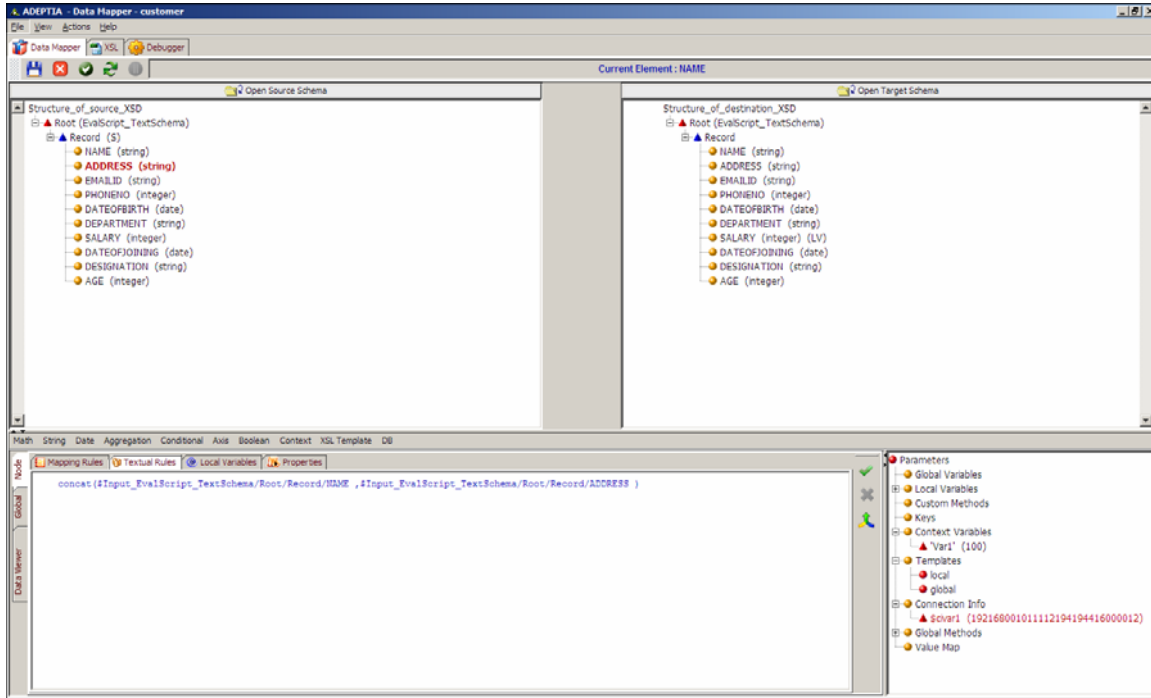 ADEPTIA - Data Mapper - customer
File View Actions Help
Data Mapper XSL Debugger
Current Element : NAME
Open Source Schema
Open Target Schema
Structure_of_source_XSD
Root (EvalScript_TextSchema)
Record (S)
NAME (string)
ADDRESS (string)
EMAILID (string)
PHONENO (integer)
DATEOFBIRTH (date)
DEPARTMENT (string)
SALARY (integer)
DATEOFJOINING (date)
DESIGNATION (string)
AGE (integer)
Structure_of_destination_XSD
Root (EvalScript_TextSchema)
Record
NAME (string)
ADDRESS (string)
EMAILID (string)
PHONENO (integer)
DATEOFBIRTH (date)
DEPARTMENT (string)
SALARY (integer) (LV)
DATEOFJOINING (date)
DESIGNATION (string)
AGE (integer)
Math String Date Aggregation Conditional Axis Boolean Context XSL Template DB
Node
Global
Data Viewer
Mapping Rules Textual Rules Local Variables Properties
concat($Input_EvalScript_TextSchema/Root/Record/NAME ,$Input_EvalScript_TextSchema/Root/Record/ADDRESS )
Parameters
Global Variables
Local Variables
Custom Methods
Keys
Context Variables
'Var1' (100)
Templates
local
global
Connection Info
Global Methods
Value Map